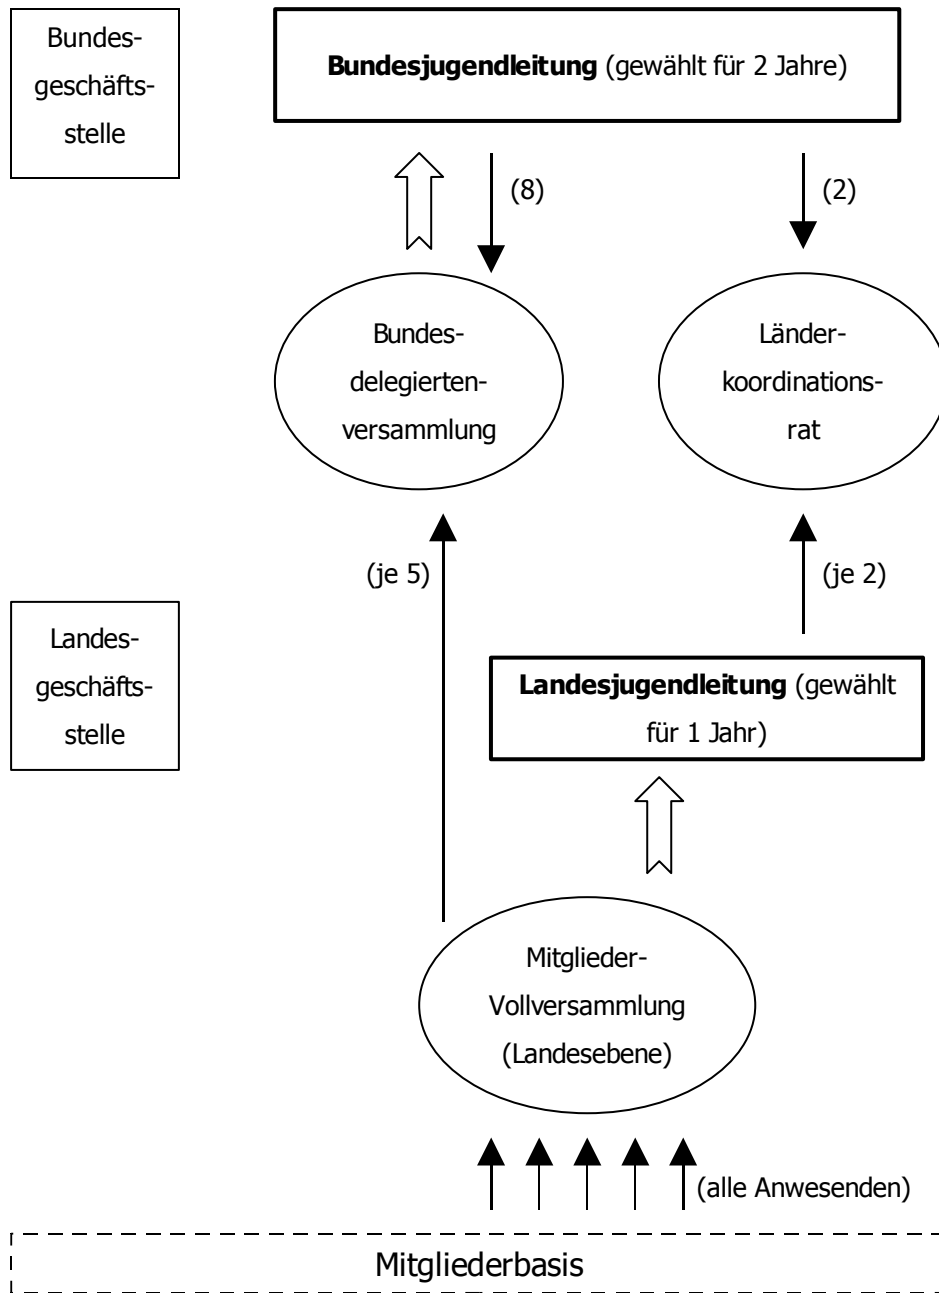 Bundes-
geschäfts-
stelle
Bundesjugendleitung (gewählt für 2 Jahre)
(8)
(2)
Bundes-
delegierten-
versammlung
Länder-
koordinations-
rat
(je 5)
(je 2)
Landes-
geschäfts-
stelle
Landesjugendleitung (gewählt
für 1 Jahr)
Mitglieder-
Vollversammlung
(Landesebene)
(alle Anwesenden)
Mitgliederbasis